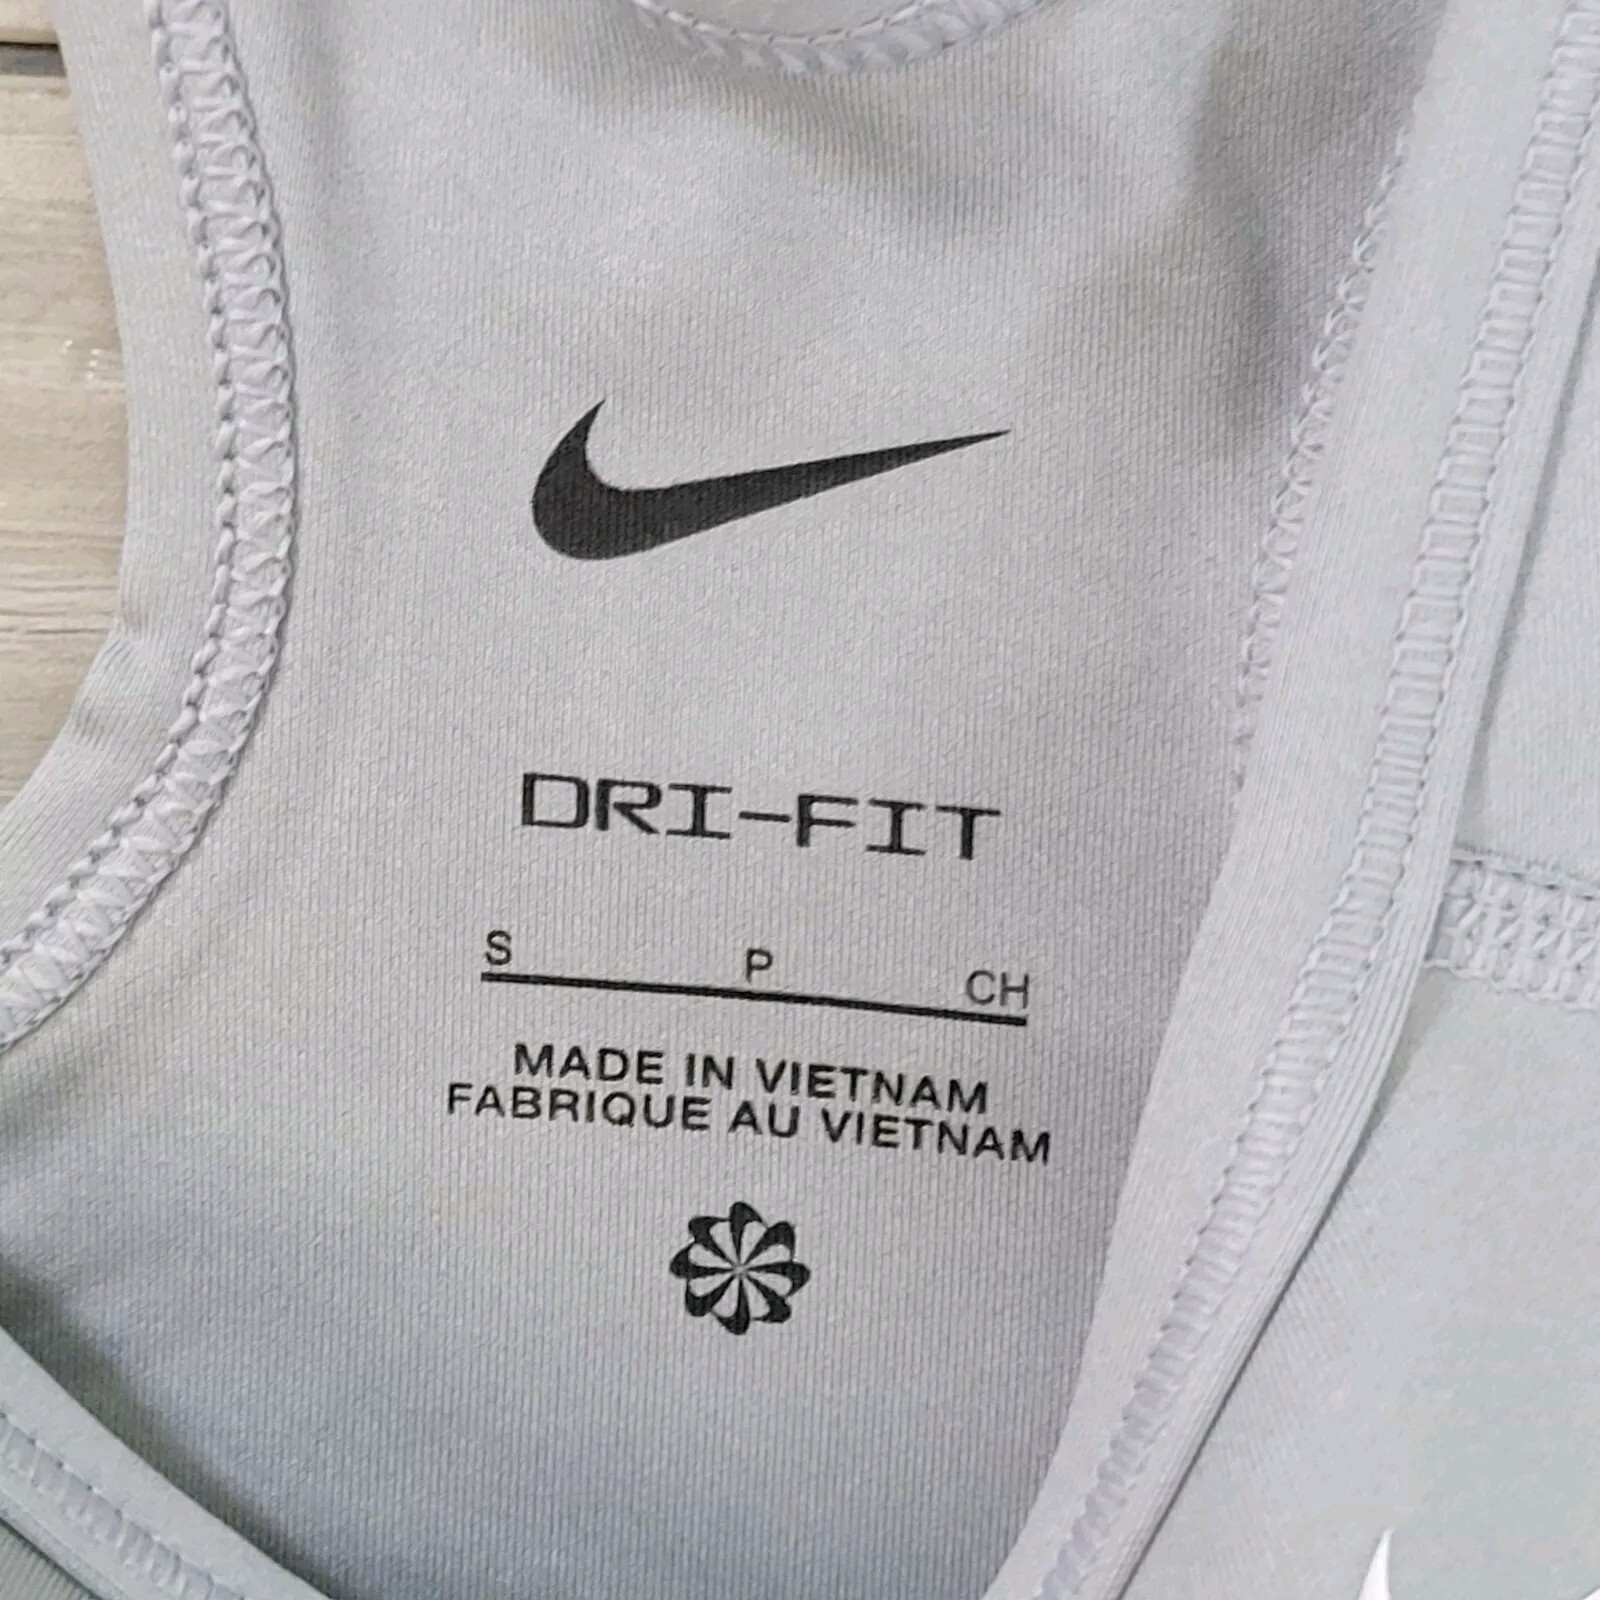 DRI-FIT
S P CH
MADE IN VIETNAM
FABRIQUE AU VIETNAM